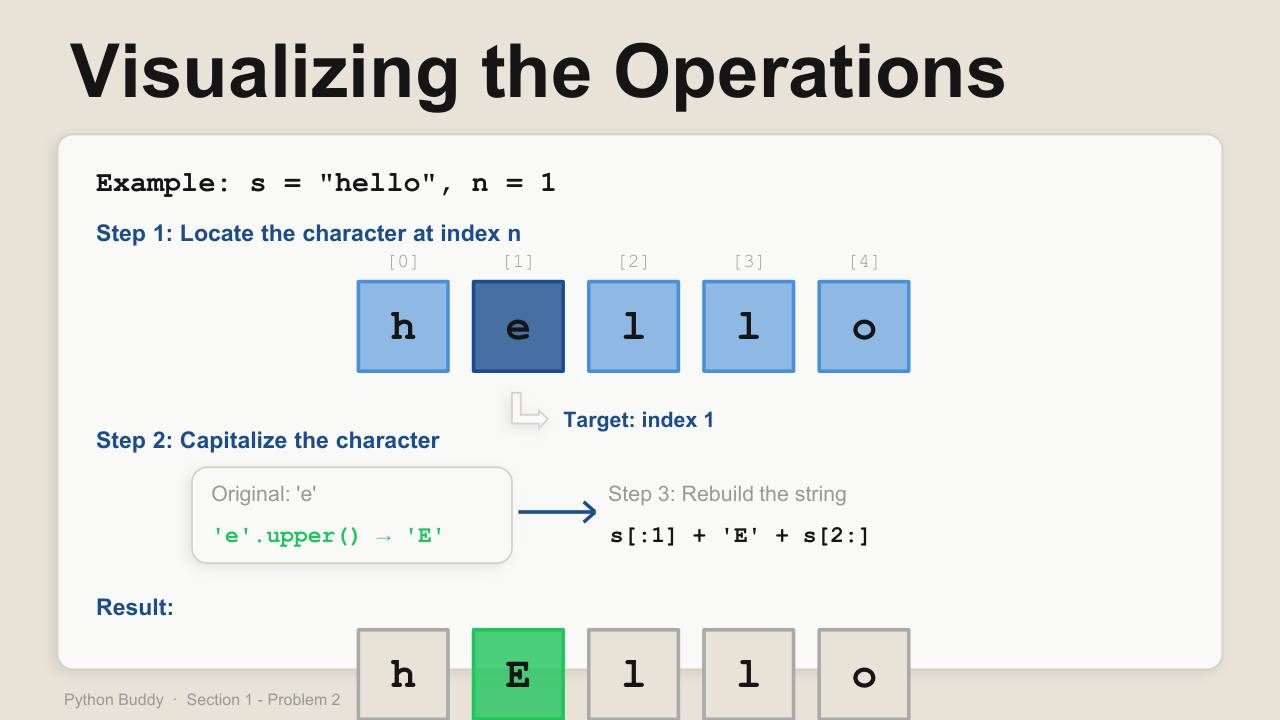 Visualizing the Operations
Example: s = "hello", n = 1
Step 1: Locate the character at index n
[0] [1] [2] [3] [4]
h e l l o
Target: index 1
Step 2: Capitalize the character
Original: 'e'
'e'.upper() → 'E'
Step 3: Rebuild the string
s[:1] + 'E' + s[2:]
Result:
h E l l o
Python Buddy · Section 1 - Problem 2